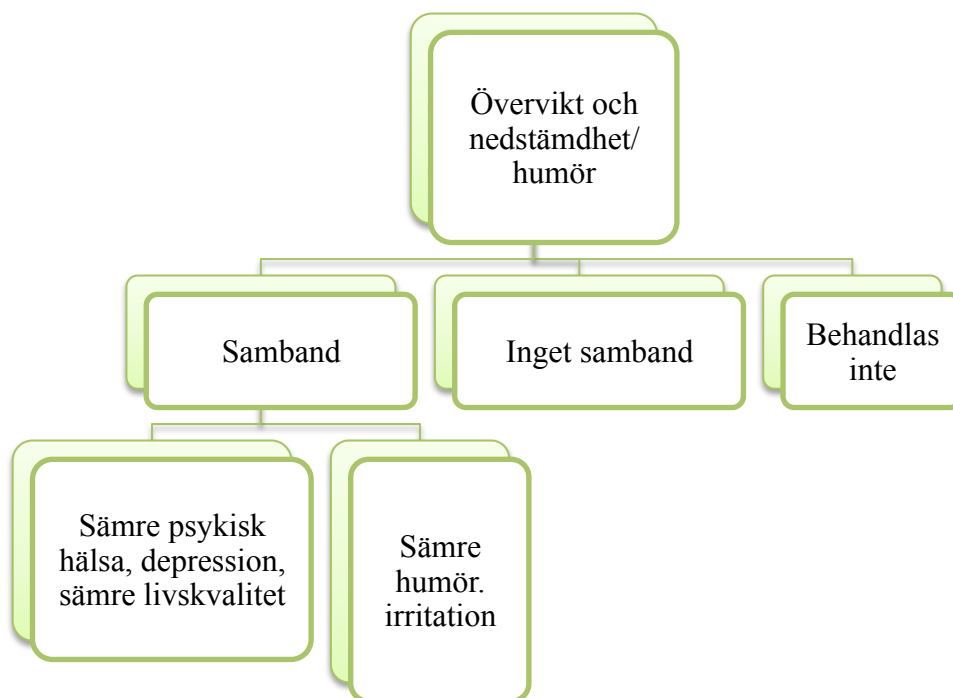 Övervikt och
nedstämdhet/
humör
Samband
Inget samband
Behandlas
inte
Sämre psykisk
hälsa, depression,
sämre livskvalitet
Sämre
humör.
irritation